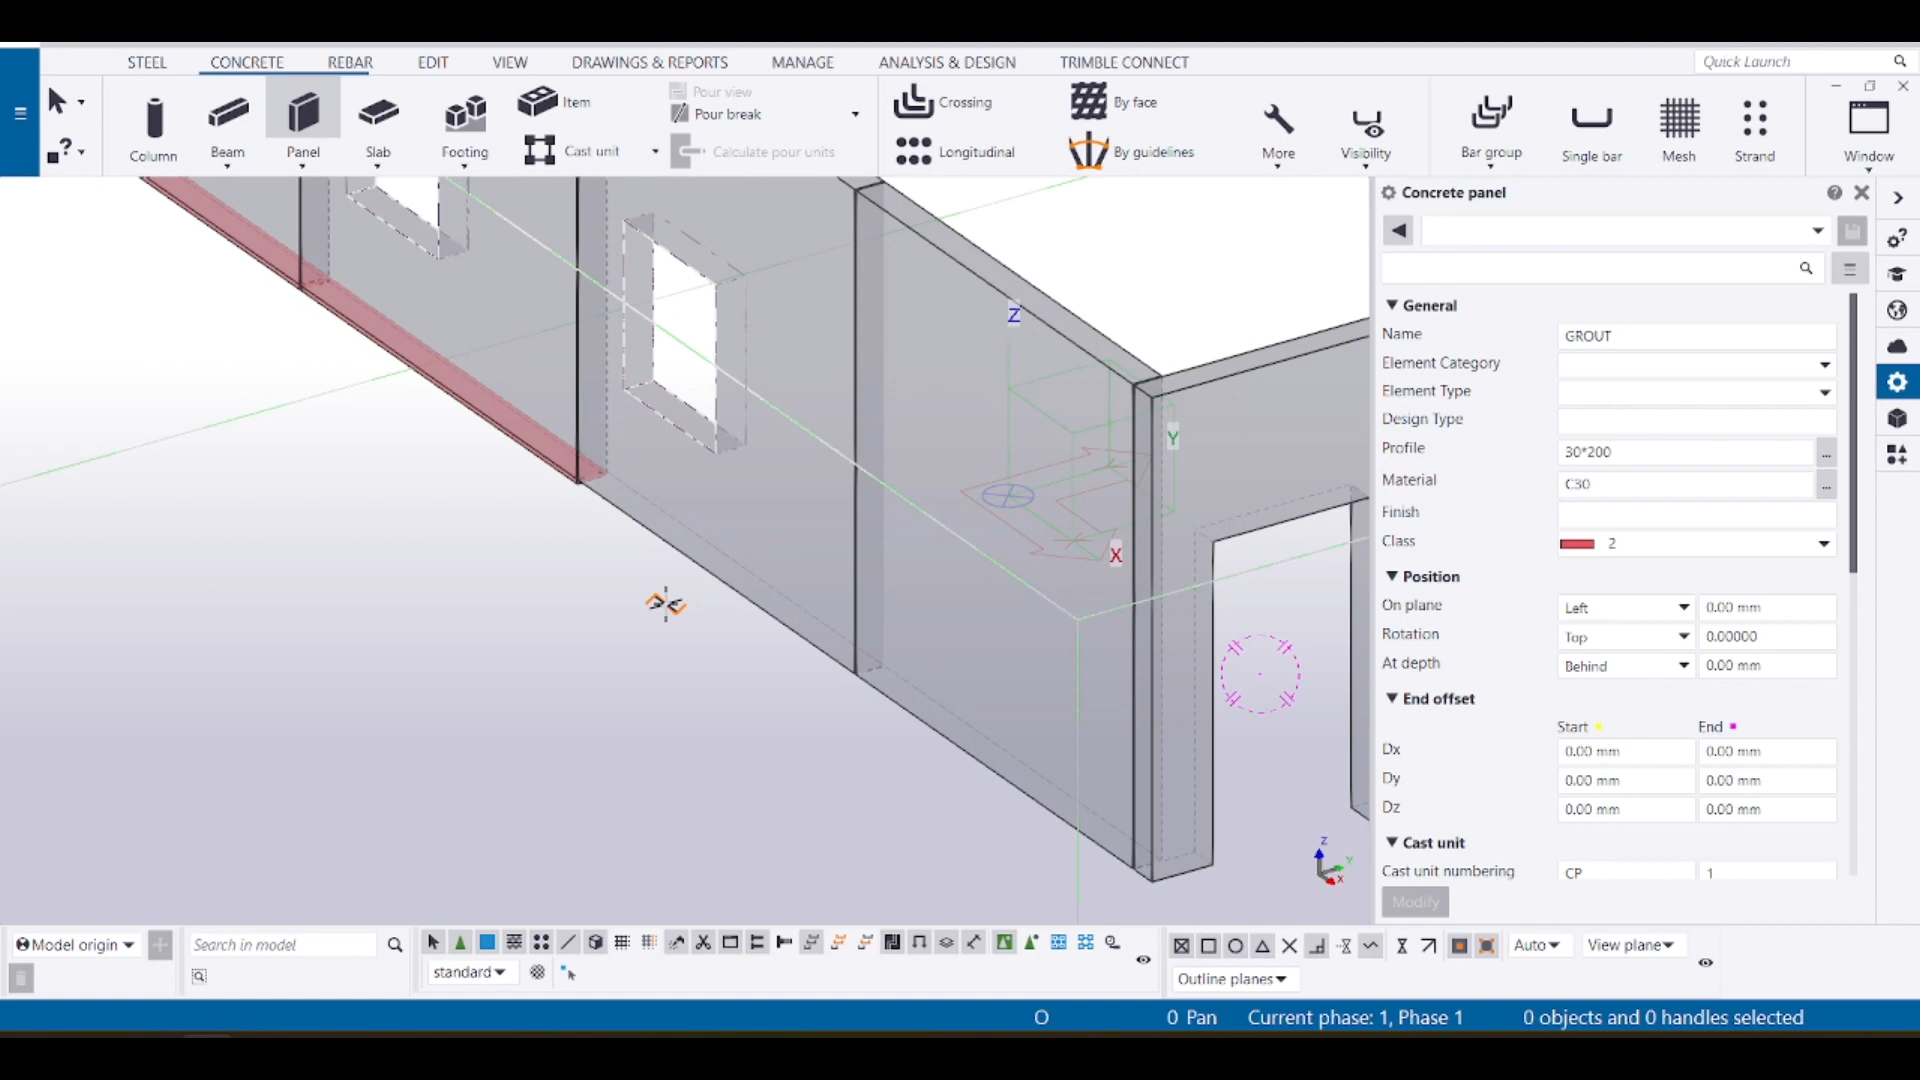 STEEL CONCRETE REBAR EDIT VIEW DRAWINGS & REPORTS MANAGE ANALYSIS & DESIGN TRIMBLE CONNECT Quick Launch
Column Beam Panel Slab Footing
Item
Cast unit
Pour view
Pour break
Calculate pour units
Crossing
Longitudinal
By face
By guidelines
More Visibility Bar group Single bar Mesh Strand Window
Z
Y
X
Z
Y
X
Concrete panel
General
Name GROUT
Element Category
Element Type
Design Type
Profile 30*200 ...
Material C30 ...
Finish
Class 2
Position
On plane Left 0.00 mm
Rotation Top 0.00000
At depth Behind 0.00 mm
End offset
Start End
Dx 0.00 mm 0.00 mm
Dy 0.00 mm 0.00 mm
Dz 0.00 mm 0.00 mm
Cast unit
Cast unit numbering CP 1
Modify
Model origin Search in model
standard
Auto View plane
Outline planes
O 0 Pan Current phase: 1, Phase 1 0 objects and 0 handles selected